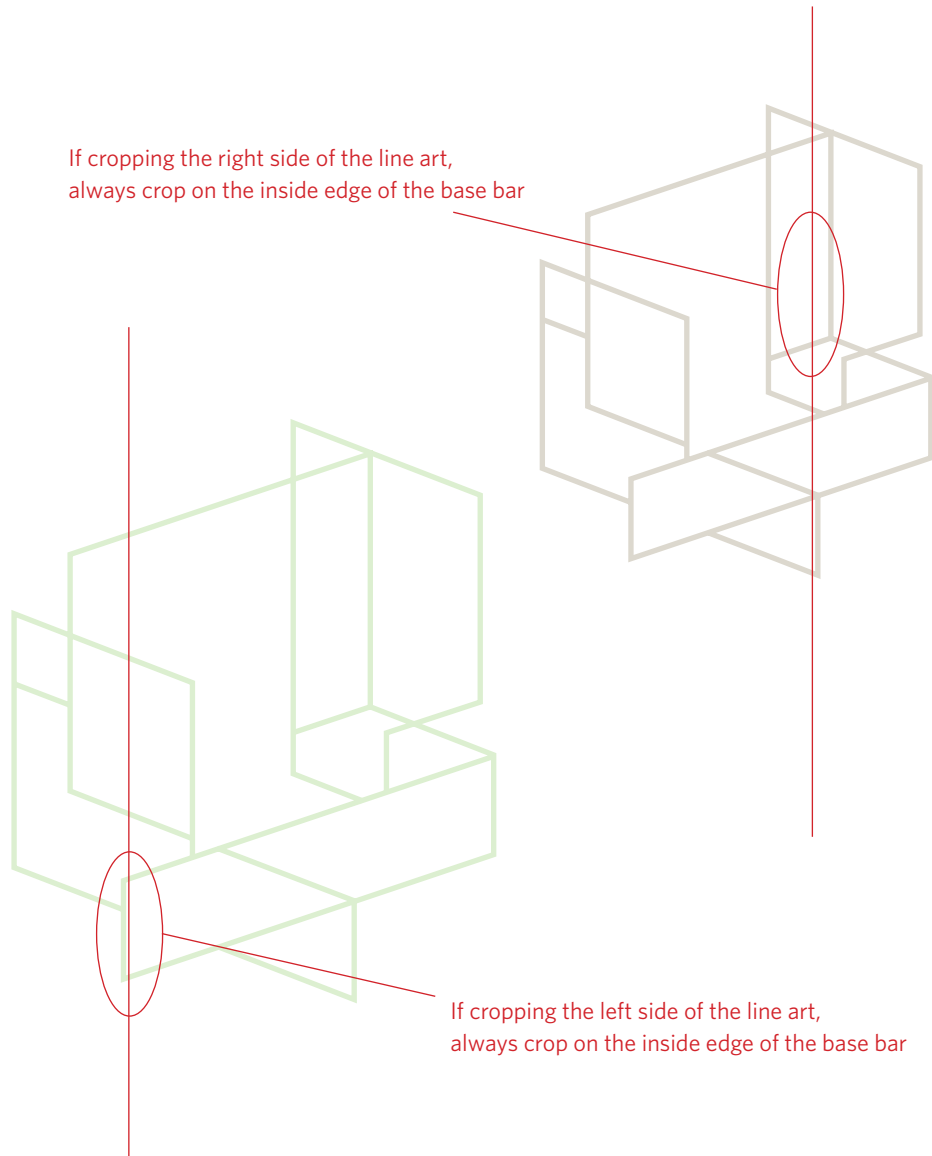 If cropping the right side of the line art,
always crop on the inside edge of the base bar
If cropping the left side of the line art,
always crop on the inside edge of the base bar